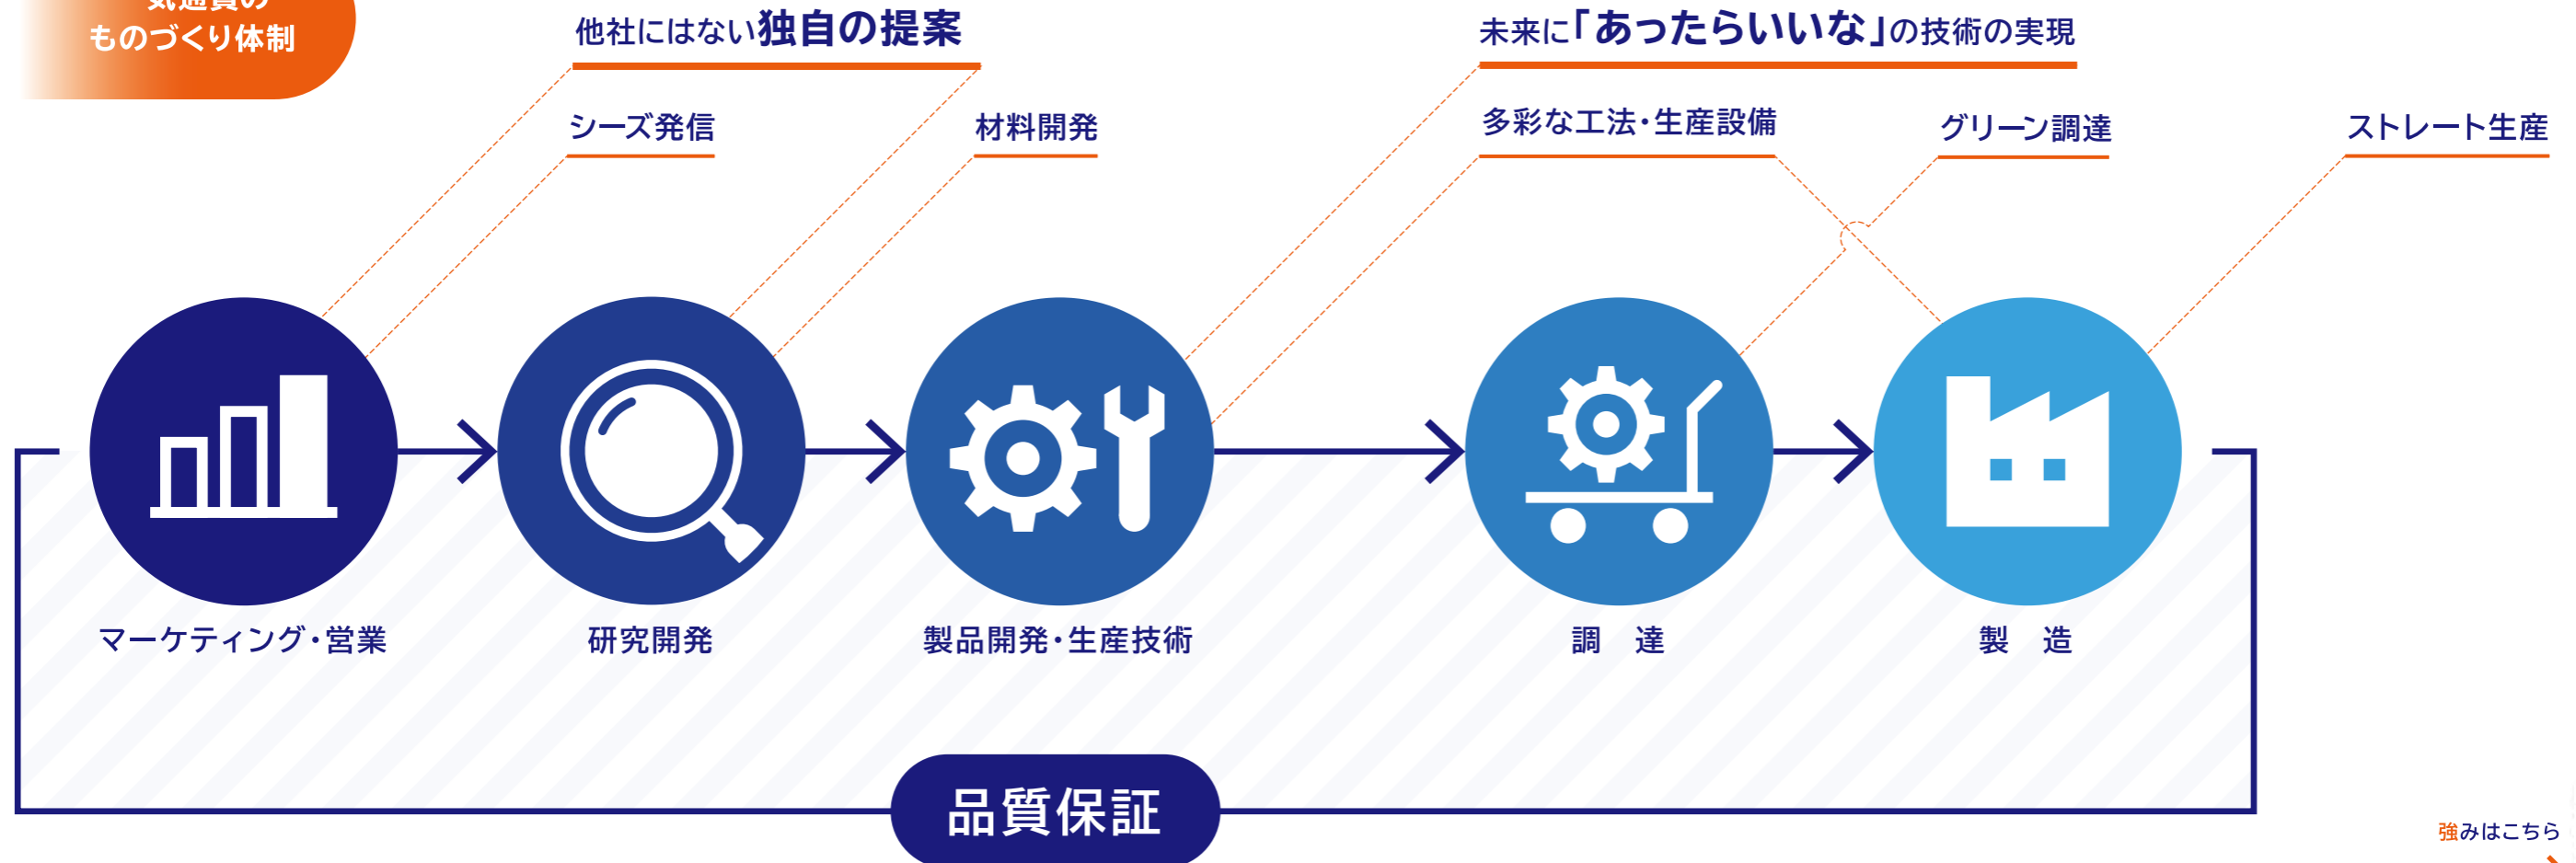 ものづくり体制
他社にはない独自の提案
未来に「あったらいいな」の技術の実現
シーズ発信
材料開発
多彩な工法・生産設備
グリーン調達
ストレート生産
マーケティング・営業
研究開発
製品開発・生産技術
調　達
製　造
品質保証
強みはこちら